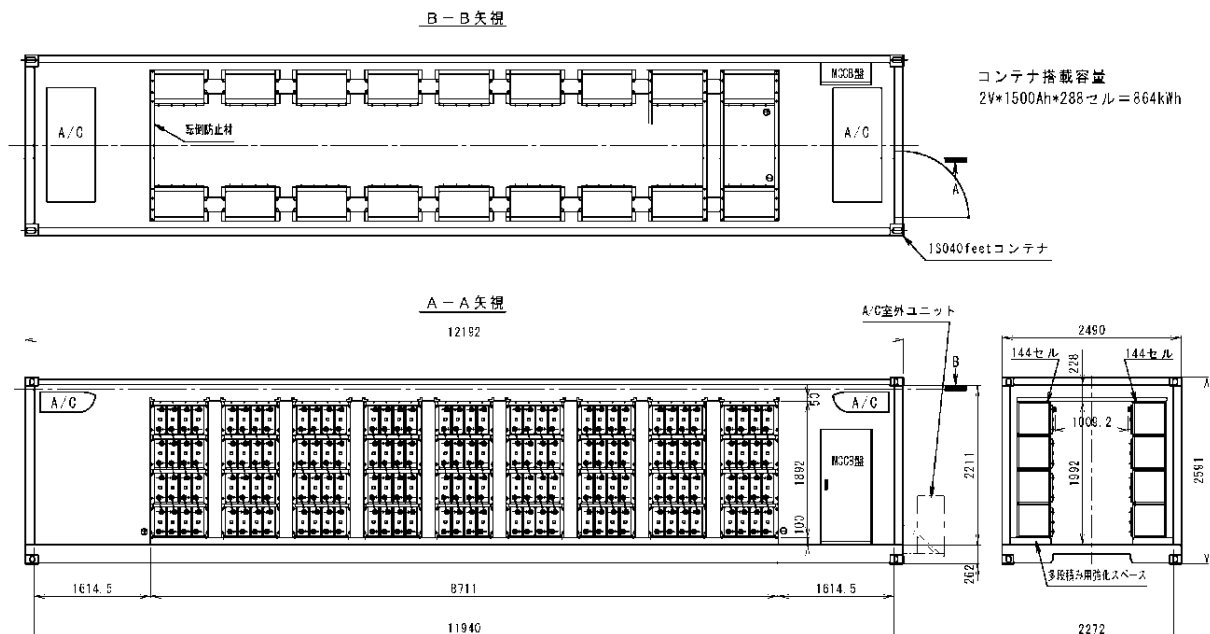 B-B矢視
MCCB盤
コンテナ搭載容量
2V*1500Ah*288セル=864kWh
A/C
転倒防止材
A/C
A
ISO40feetコンテナ
A-A矢視
A/C室外ユニット
12192
2490
144セル
144セル
228
B
A/C
50
A/C
1009.2
MCCB盤
1892
2211
1992
2591
100
262
多段積み用強化スペース
1614.5
8711
1614.5
11940
2272